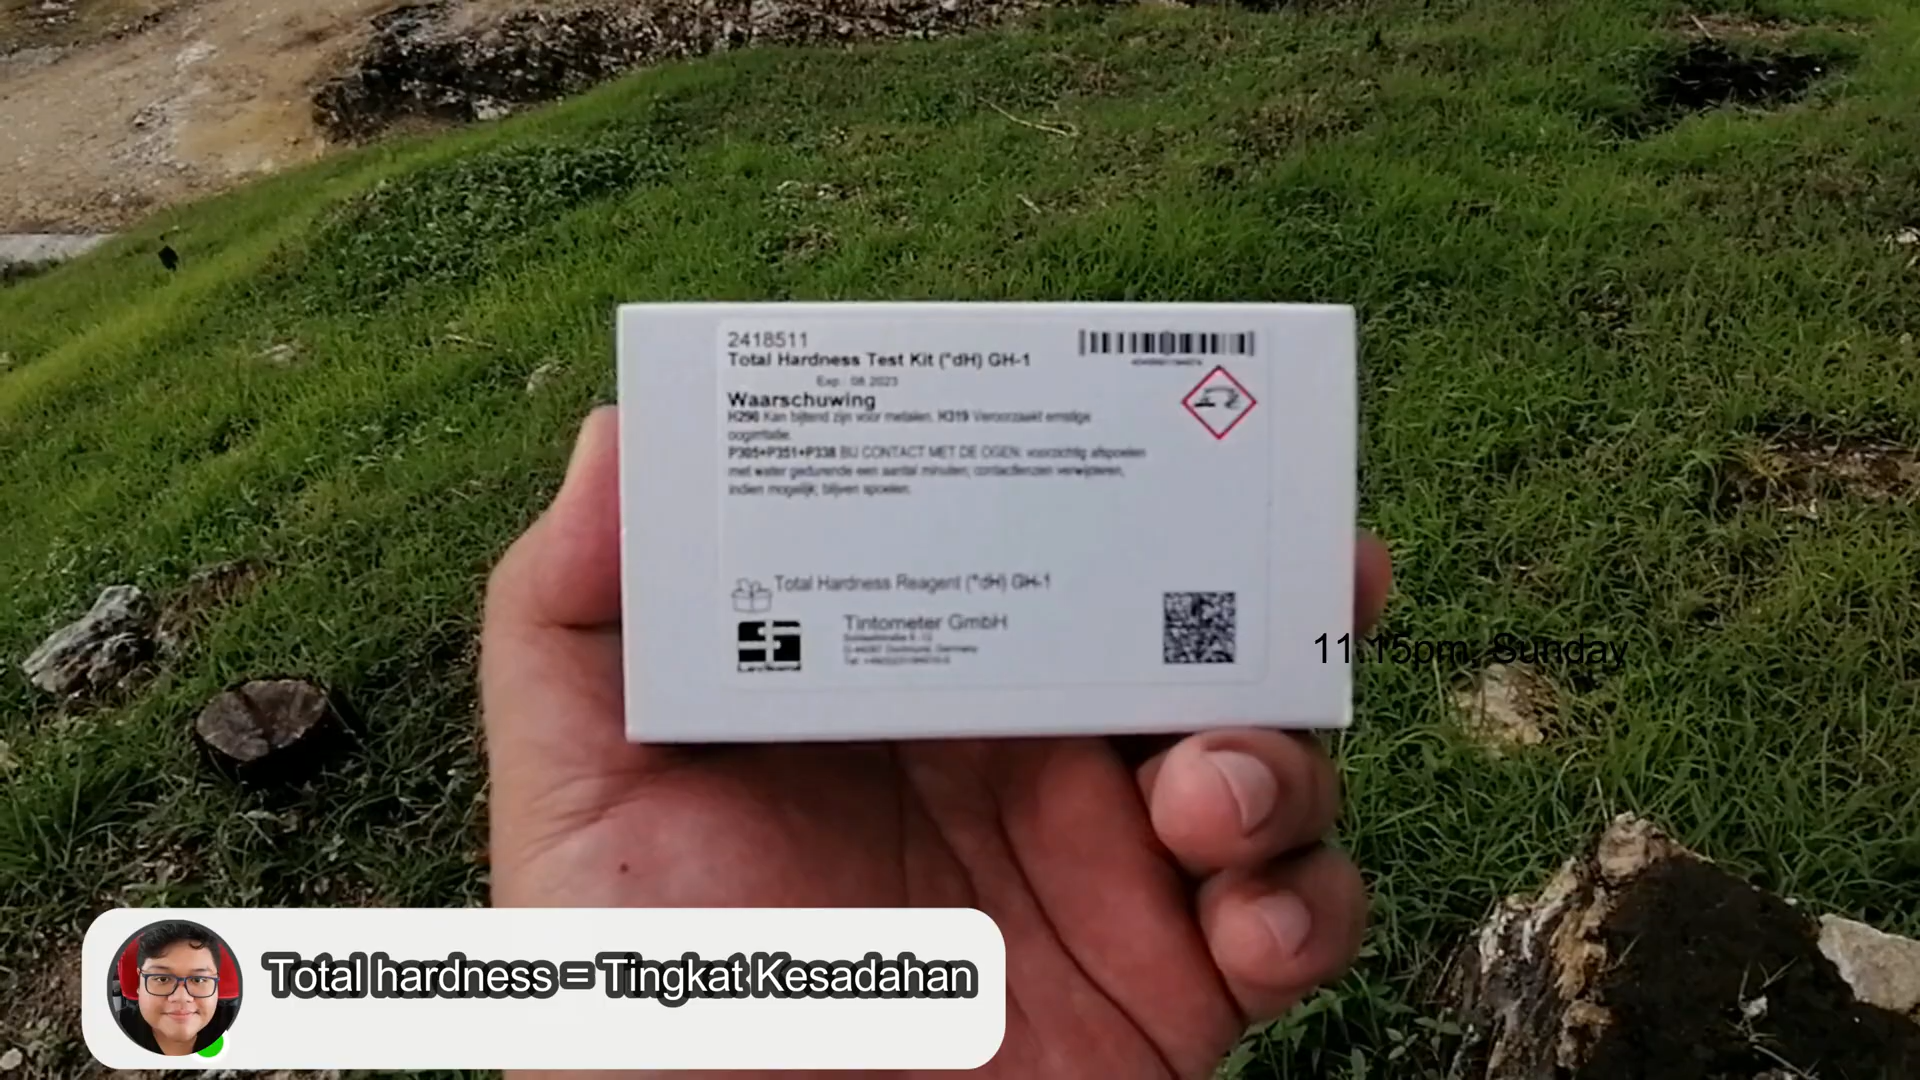 2418511
Total Hardness Test Kit (°dH) GH-1
Exp.: 08.2023
Waarschuwing
H290 Kan bijtend zijn voor metalen. H319 Veroorzaakt ernstige
oogirritatie.
P305+P351+P338 BIJ CONTACT MET DE OGEN: voorzichtig afspoelen
met water gedurende een aantal minuten; contactlenzen verwijderen,
indien mogelijk; blijven spoelen.
Total Hardness Reagent (°dH) GH-1
Tintometer GmbH
Dortmund, Germany
Lovibond
11:15pm, Sunday
Total hardness = Tingkat Kesadahan